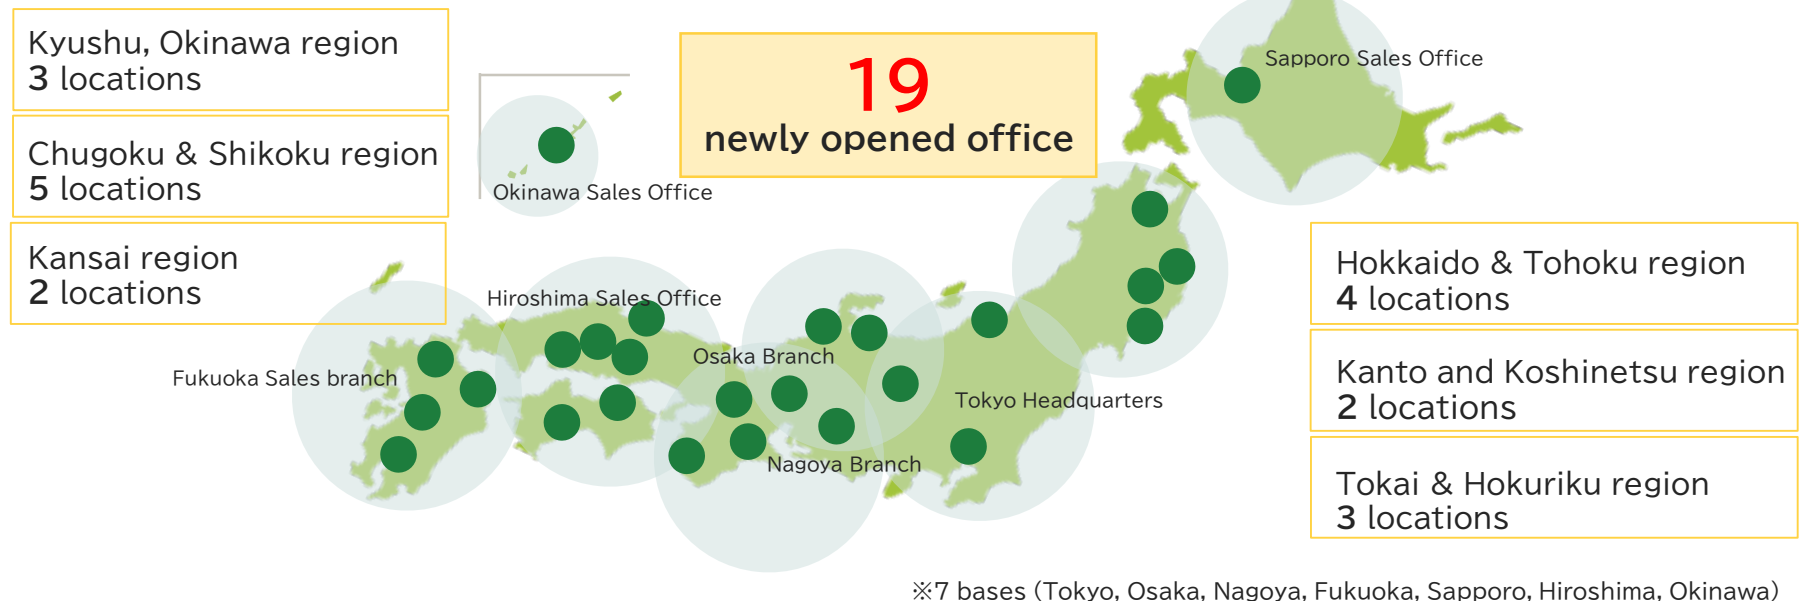 Kyushu, Okinawa region
3 locations
Chugoku & Shikoku region
5 locations
Kansai region
2 locations
19
newly opened office
Sapporo Sales Office
Okinawa Sales Office
Hiroshima Sales Office
Osaka Branch
Fukuoka Sales branch
Tokyo Headquarters
Nagoya Branch
Hokkaido & Tohoku region
4 locations
Kanto and Koshinetsu region
2 locations
Tokai & Hokuriku region
3 locations
※7 bases (Tokyo, Osaka, Nagoya, Fukuoka, Sapporo, Hiroshima, Okinawa)